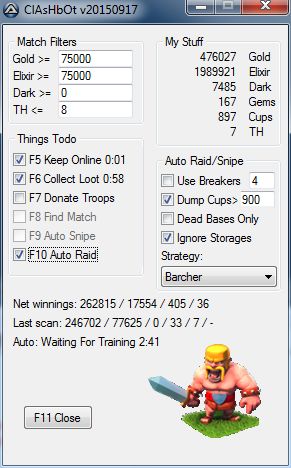 ClAsHbOt v20150917
Match Filters
Gold >= 75000
Elixir >= 75000
Dark >= 0
TH <= 8
My Stuff
476027 Gold
1989921 Elixir
7485 Dark
167 Gems
897 Cups
7 TH
Things Todo
F5 Keep Online 0:01
F6 Collect Loot 0:58
F7 Donate Troops
F8 Find Match
F9 Auto Snipe
F10 Auto Raid
Auto Raid/Snipe
Use Breakers 4
Dump Cups> 900
Dead Bases Only
Ignore Storages
Strategy:
Barcher
Net winnings: 262815 / 17554 / 405 / 36
Last scan: 246702 / 77625 / 0 / 33 / 7 / -
Auto: Waiting For Training 2:41
F11 Close